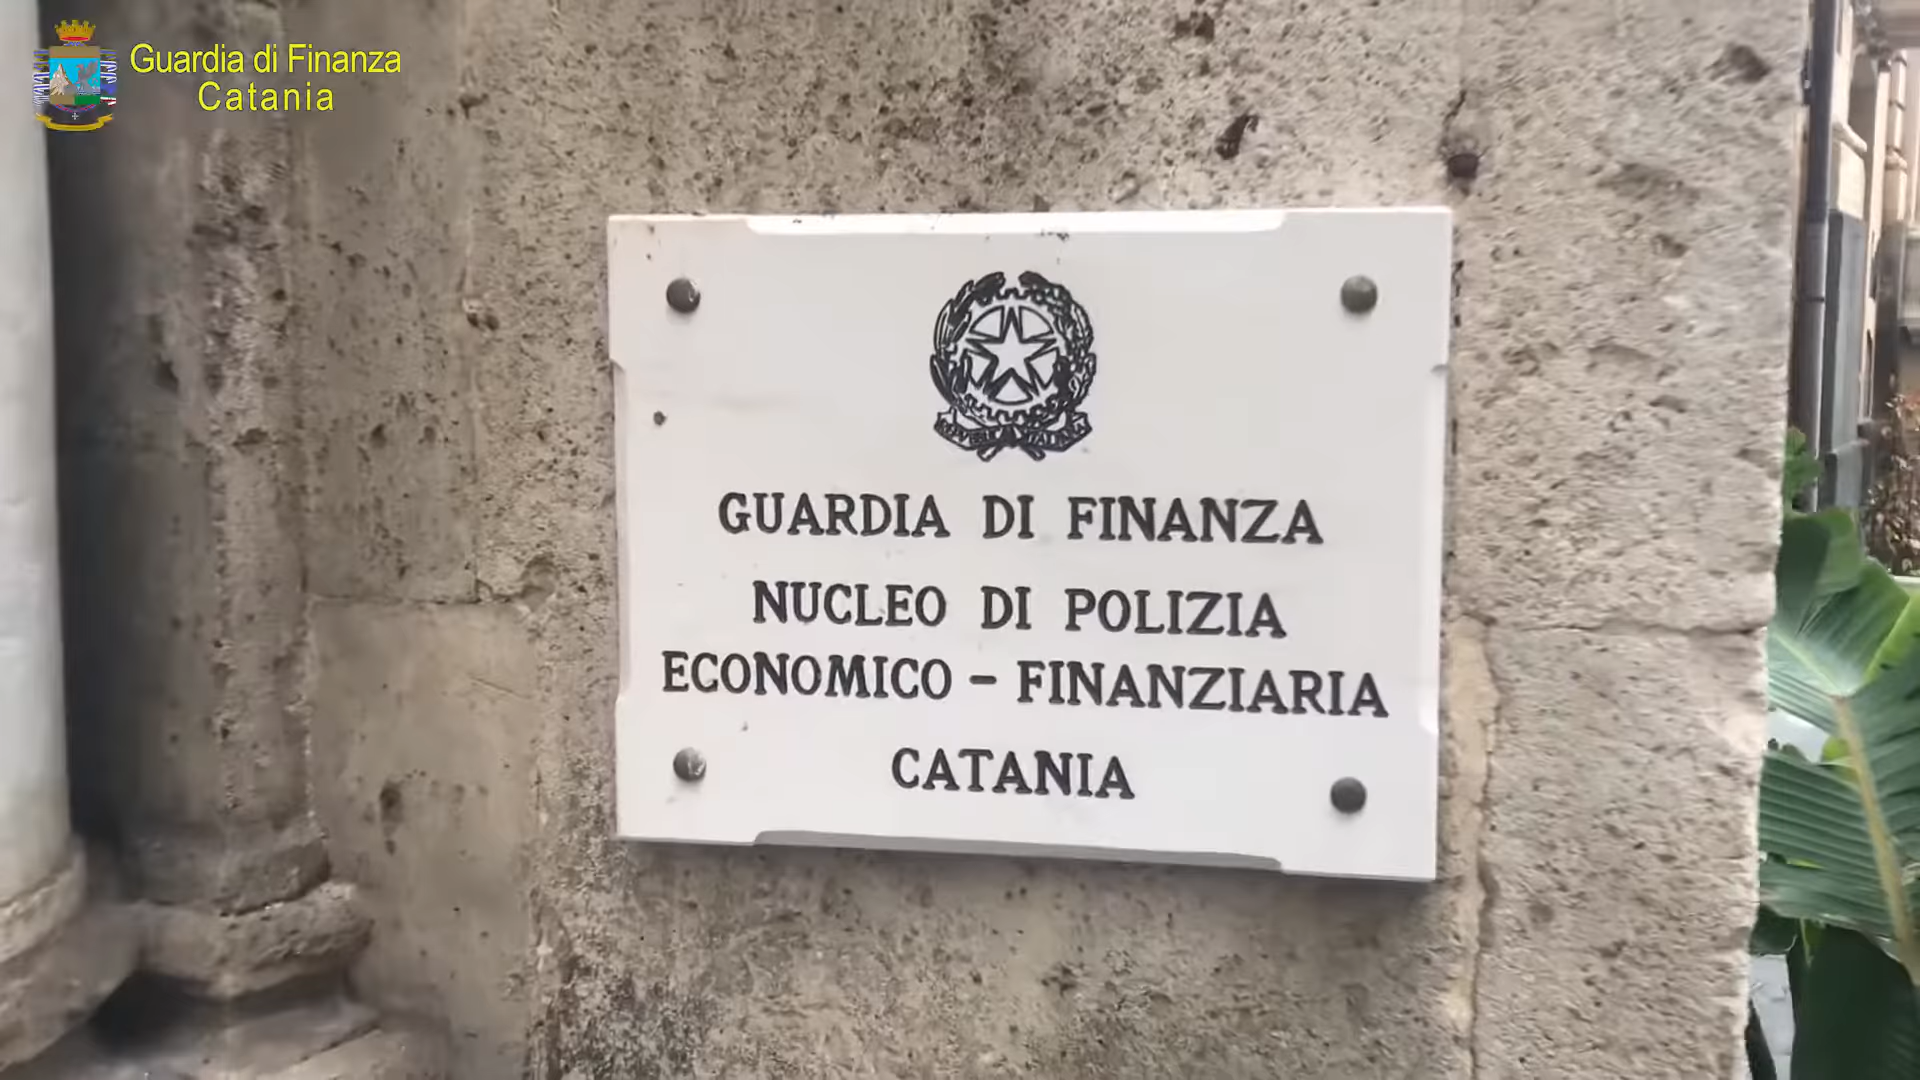 Guardia di Finanza
Catania
GUARDIA DI FINANZA
NUCLEO DI POLIZIA
ECONOMICO - FINANZIARIA
CATANIA